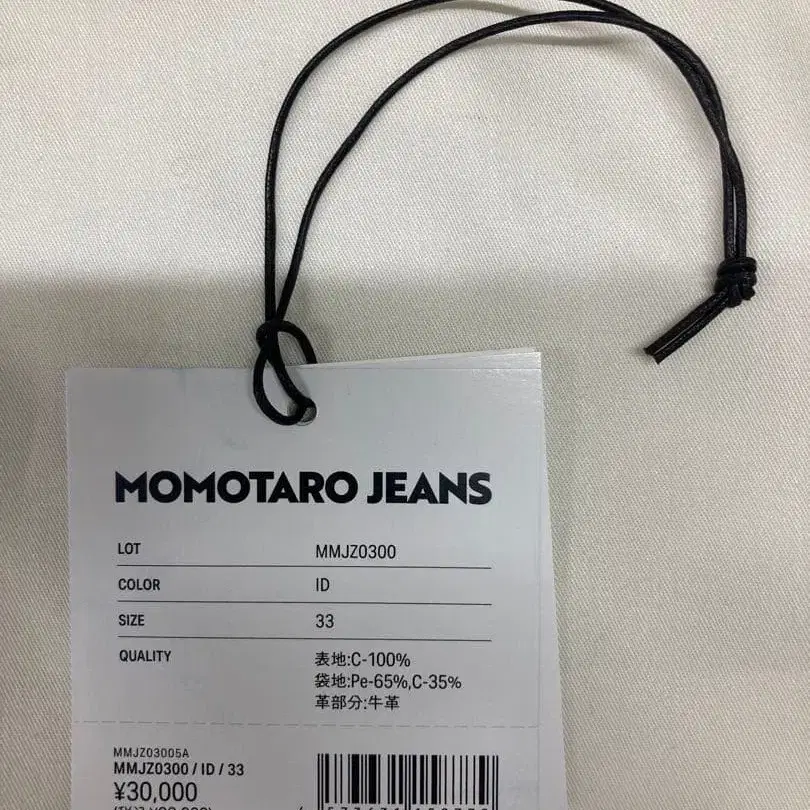 MOMOTARO JEANS
LOT MMJZ0300
COLOR ID
SIZE 33
QUALITY 表地:C-100%
袋地:Pe-65%,C-35%
革部分:牛革
MMJZ03005A
MMJZ0300 / ID / 33
¥30,000